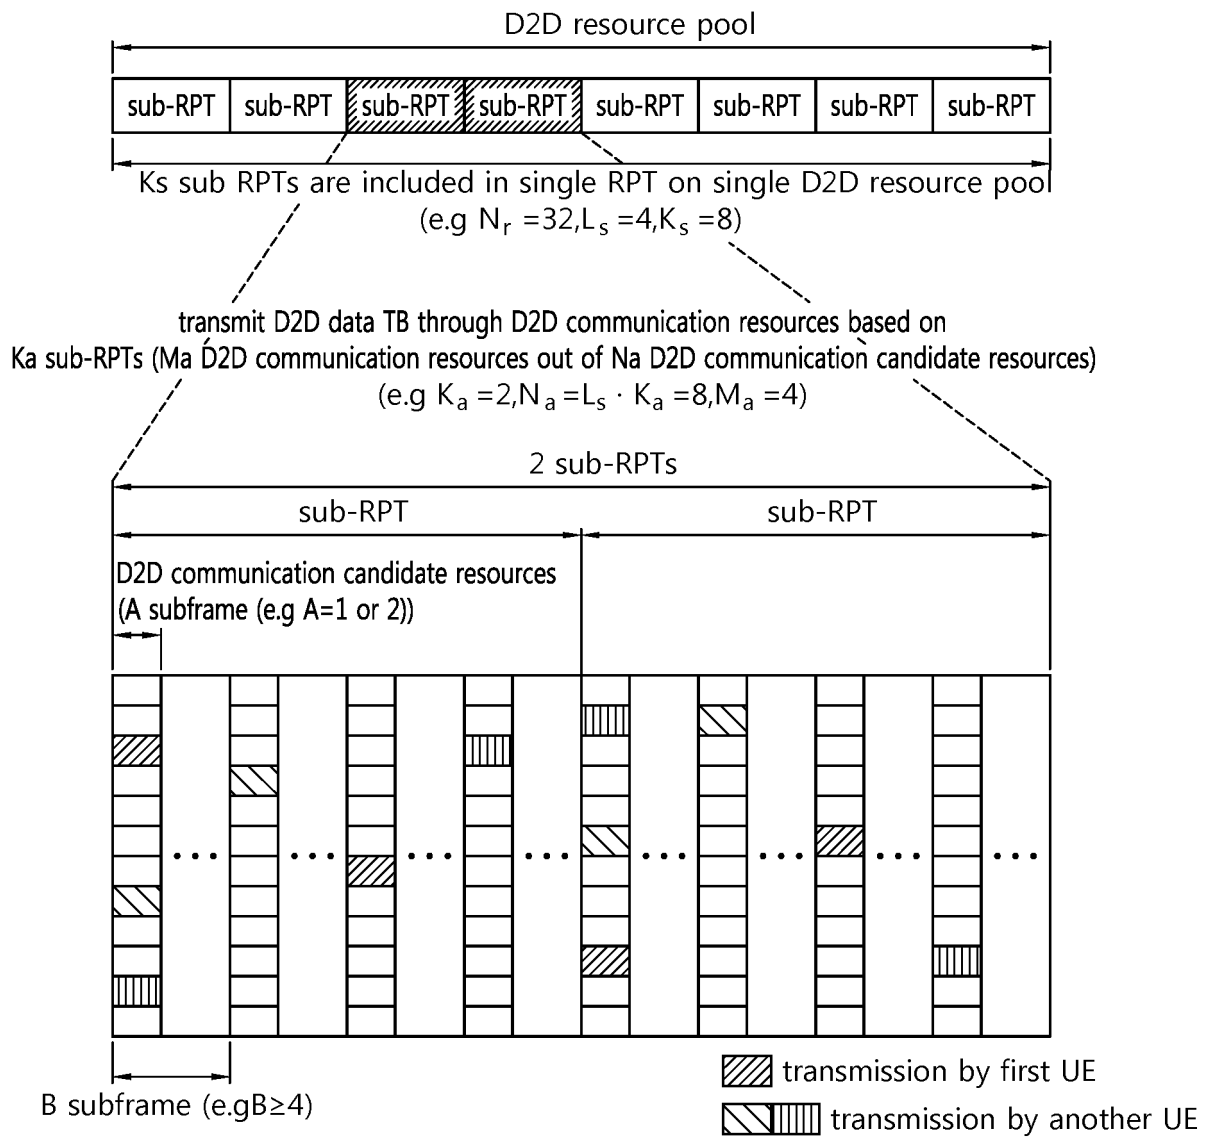 D2D resource pool
sub-RPT sub-RPT sub-RPT sub-RPT sub-RPT sub-RPT sub-RPT sub-RPT
Ks sub RPTs are included in single RPT on single D2D resource pool
(e.g Nr =32,Ls =4,Ks =8)
transmit D2D data TB through D2D communication resources based on
Ka sub-RPTs (Ma D2D communication resources out of Na D2D communication candidate resources)
(e.g Ka =2,Na =Ls · Ka =8,Ma =4)
2 sub-RPTs
sub-RPT sub-RPT
D2D communication candidate resources
(A subframe (e.g A=1 or 2))
... ... ... ... ... ... ... ...
B subframe (e.gB≥4)
transmission by first UE
transmission by another UE